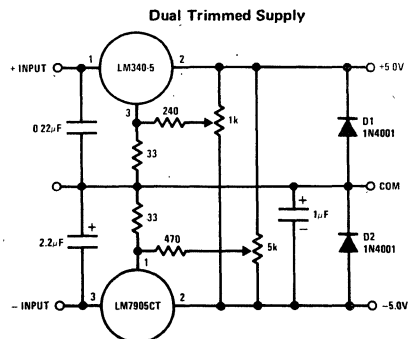 Dual Trimmed Supply
+ INPUT
1
LM340-5
2
+5.0V
3
240
1k
D1
1N4001
0.22µF
33
COM
33
+
1µF
–
+
2.2µF
470
5k
D2
1N4001
1
– INPUT
3
LM7905CT
2
–5.0V